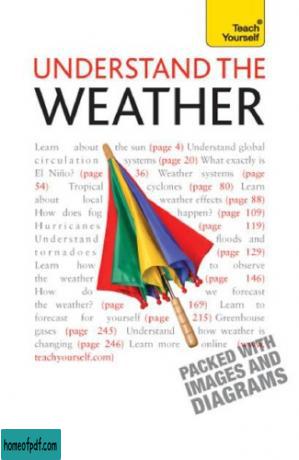 Teach®
Yourself
UNDERSTAND THE
WEATHER
Learn about the sun (page 4) Understand global
circulation systems (page 20) What exactly is
El Niño? (page 36) Weather systems (page
54) Tropical cyclones (page 80) Learn
about local weather effects (page 88)
How does fog happen? (page 109)
Hurricanes (page 119)
Understand floods and
tornadoes (page 129)
Learn how to observe
the weather (page 146)
How do we forecast
the weather? (page 169) Learn to
forecast for yourself (page 215) Greenhouse
gases (page 245) Understand how weather is
changing (page 246) Learn more online (www.
teachyourself.com)
PACKED WITH
IMAGES AND
DIAGRAMS
homeofpdf.com